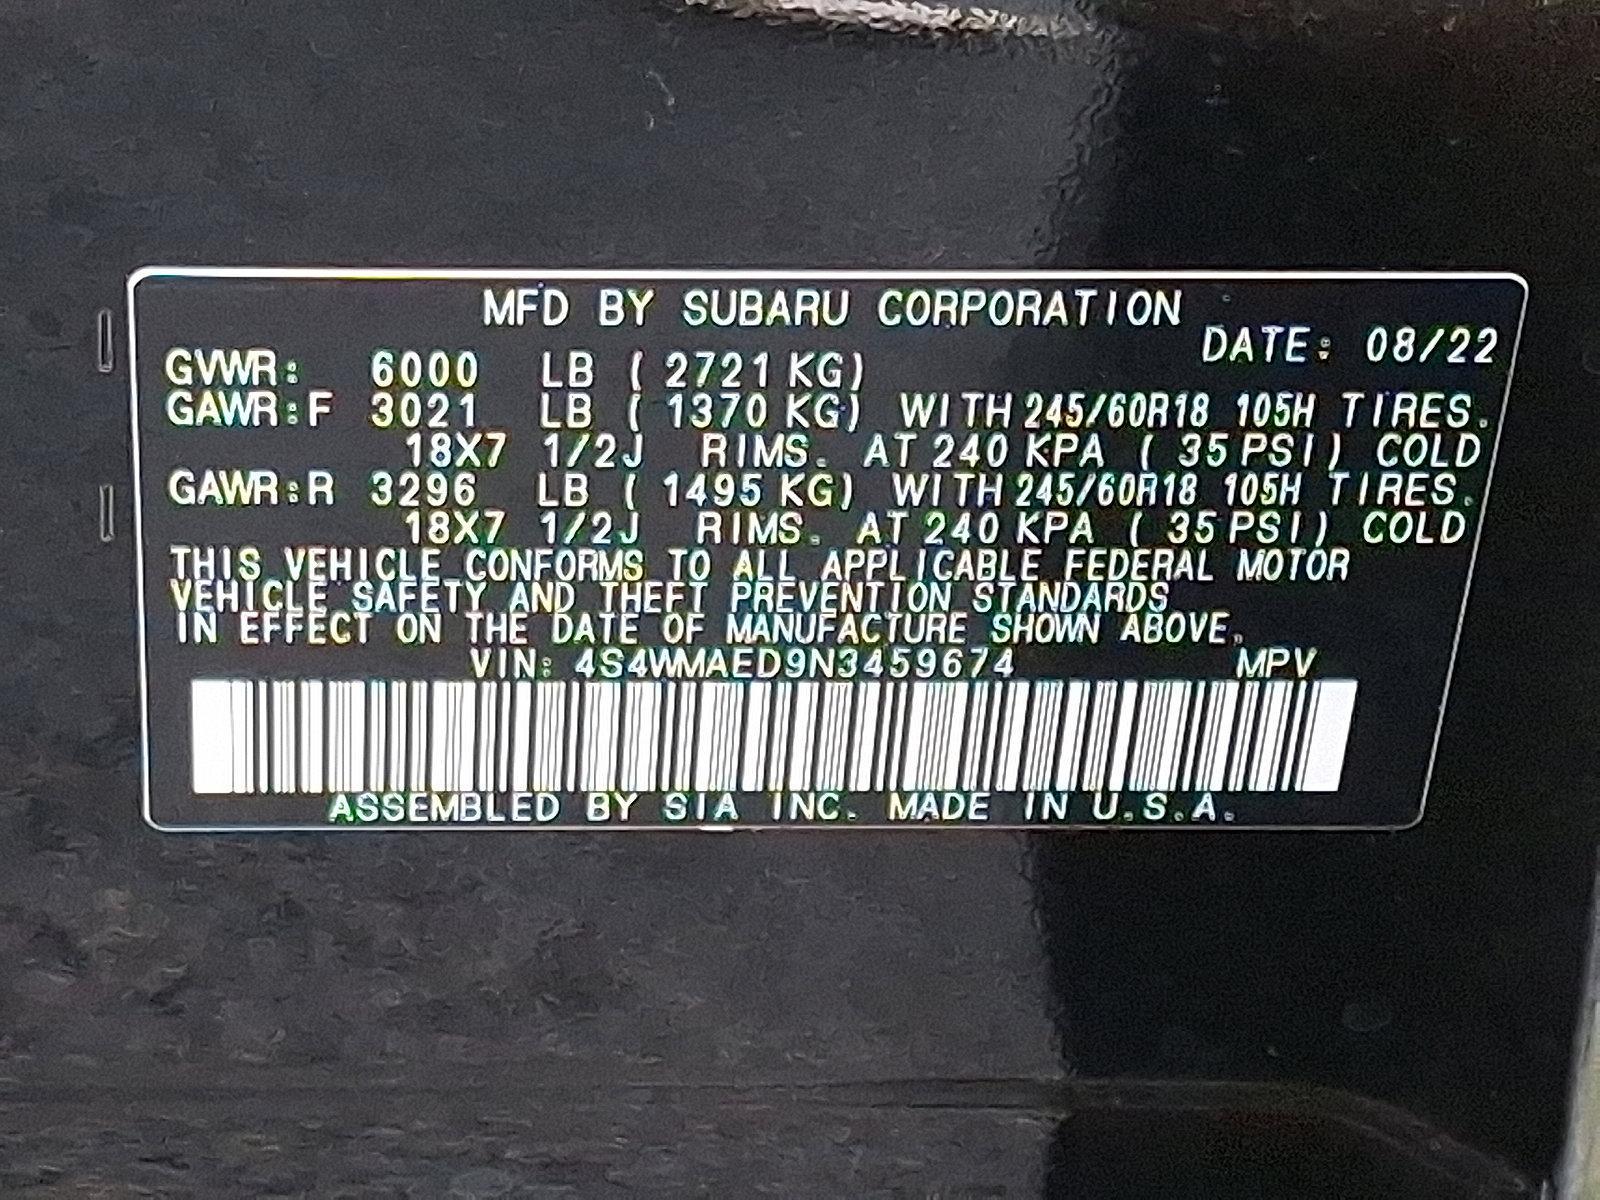 MFD BY SUBARU CORPORATION
DATE: 08/22
GVWR: 6000 LB ( 2721 KG)
GAWR:F 3021 LB ( 1370 KG) WITH 245/60R18 105H TIRES.
18X7 1/2J RIMS. AT 240 KPA ( 35 PSI) COLD
GAWR:R 3296 LB ( 1495 KG) WITH 245/60R18 105H TIRES.
18X7 1/2J RIMS. AT 240 KPA ( 35 PSI) COLD
THIS VEHICLE CONFORMS TO ALL APPLICABLE FEDERAL MOTOR
VEHICLE SAFETY AND THEFT PREVENTION STANDARDS
IN EFFECT ON THE DATE OF MANUFACTURE SHOWN ABOVE.
VIN: 4S4WMAED9N3459674 MPV
ASSEMBLED BY SIA INC. MADE IN U.S.A.